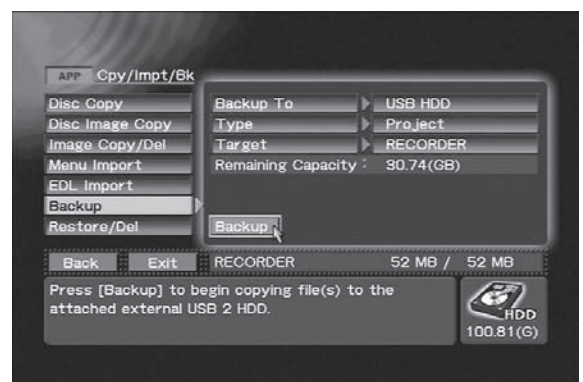 APP Cpy/Impt/Bk
Disc Copy
Disc Image Copy
Image Copy/Del
Menu Import
EDL Import
Backup
Restore/Del
Backup To USB HDD
Type Project
Target RECORDER
Remaining Capacity : 30.74(GB)
Backup
Back Exit RECORDER 52 MB / 52 MB
Press [Backup] to begin copying file(s) to the
attached external USB 2 HDD.
HDD
100.81(G)